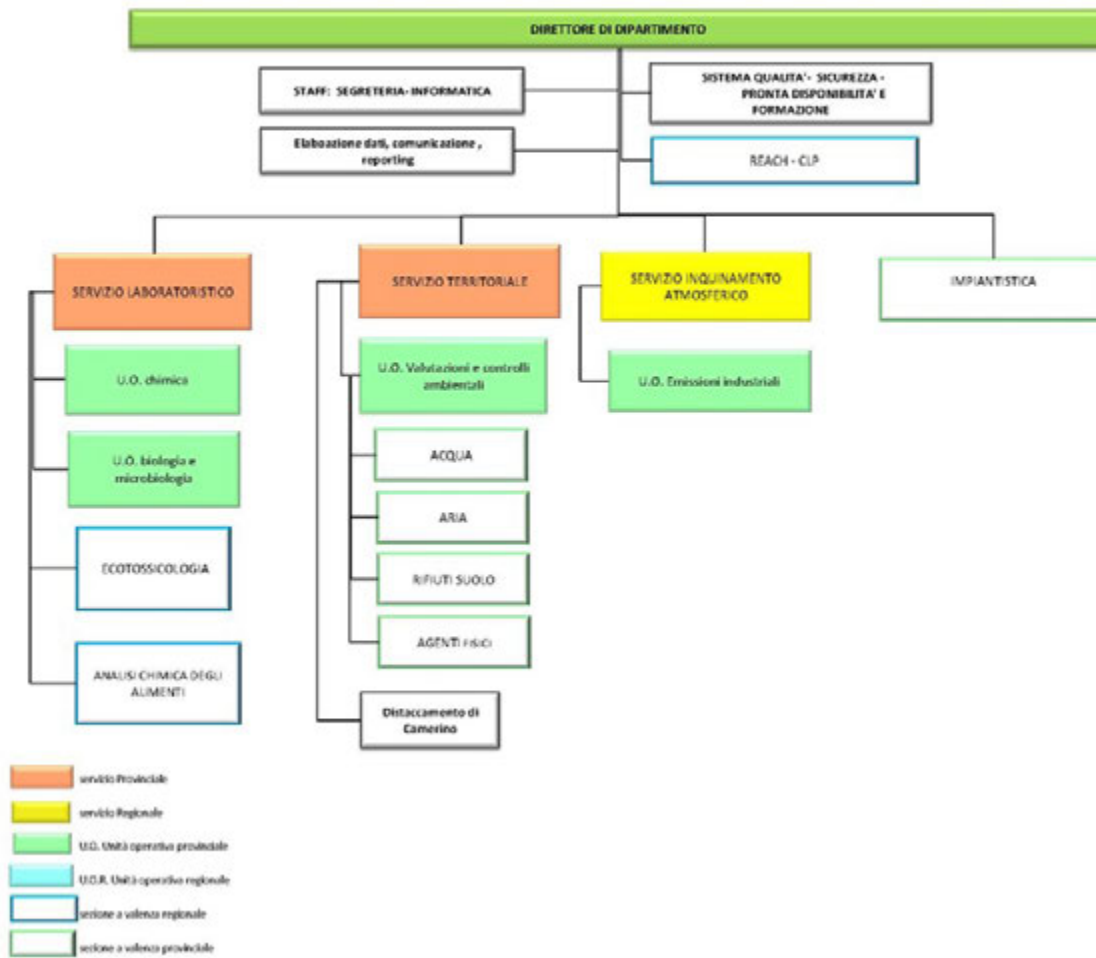 DIRETTORE DI DIPARTIMENTO
STAFF: SEGRETERIA- INFORMATICA
SISTEMA QUALITA'- SICUREZZA -
PRONTA DISPONIBILITA' E
FORMAZIONE
Elaboazione dati, comunicazione ,
reporting
REACH - CLP
SERVIZIO LABORATORISTICO
SERVIZIO TERRITORIALE
SERVIZIO INQUINAMENTO
ATMOSFERICO
IMPIANTISTICA
U.O. chimica
U.O. Valutazioni e controlli
ambientali
U.O. Emissioni industriali
U.O. biologia e
microbiologia
ACQUA
ARIA
ECOTOSSICOLOGIA
RIFIUTI SUOLO
AGENTI FISICI
ANALISI CHIMICA DEGLI
ALIMENTI
Distaccamento di
Camerino
servizio Provinciale
servizio Regionale
U.O. Unità operativa provinciale
U.O.R. Unità operativa regionale
sezione a valenza regionale
sezione a valenza provinciale